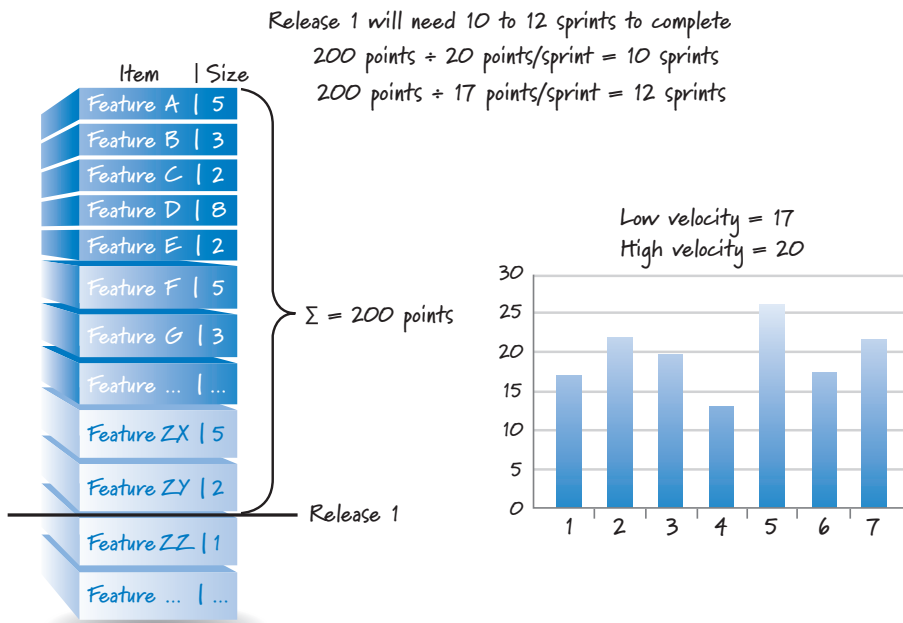 Release 1 will need 10 to 12 sprints to complete
200 points ÷ 20 points/sprint = 10 sprints
200 points ÷ 17 points/sprint = 12 sprints
Item | Size
Feature A | 5
Feature B | 3
Feature C | 2
Feature D | 8
Feature E | 2
Feature F | 5
Feature G | 3
Feature ... | ...
Feature ZX | 5
Feature ZY | 2
Feature ZZ | 1
Feature ... | ...
Σ = 200 points
Release 1
Low velocity = 17
High velocity = 20
30
25
20
15
10
5
0
1 2 3 4 5 6 7